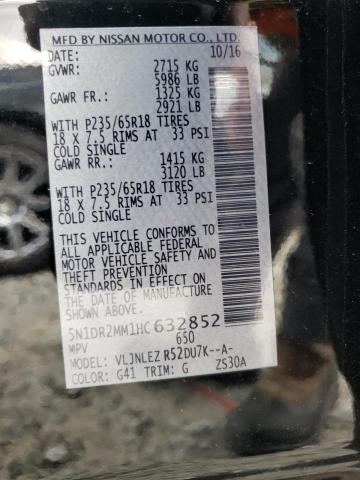 MFD BY NISSAN MOTOR CO., LTD.
DATE: 10/16
GVWR: 2715 KG
5986 LB
GAWR FR.: 1325 KG
2921 LB
WITH P235/65R18 TIRES
18 X 7.5 RIMS AT 33 PSI
COLD SINGLE
GAWR RR.: 1415 KG
3120 LB
WITH P235/65R18 TIRES
18 X 7.5 RIMS AT 33 PSI
COLD SINGLE
THIS VEHICLE CONFORMS TO
ALL APPLICABLE FEDERAL
MOTOR VEHICLE SAFETY AND
THEFT PREVENTION
STANDARDS IN EFFECT ON
THE DATE OF MANUFACTURE
SHOWN ABOVE.
5N1DR2MM1HC632852
MPV 650
MODEL: VLJNLEZ R52DU7K--A-
COLOR: G41 TRIM: G ZS30A